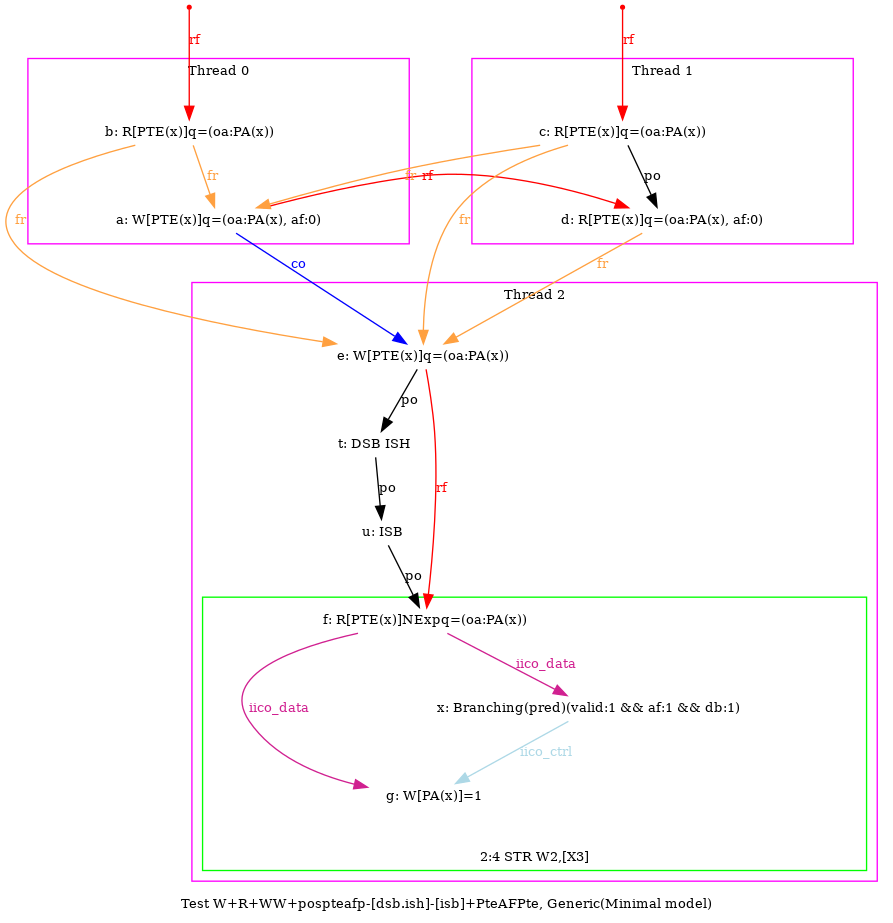 rf
rf
Thread 0
Thread 1
b: R[PTE(x)]q=(oa:PA(x))
c: R[PTE(x)]q=(oa:PA(x))
fr
fr
rf
po
fr
a: W[PTE(x)]q=(oa:PA(x), af:0)
fr
d: R[PTE(x)]q=(oa:PA(x), af:0)
co
fr
Thread 2
e: W[PTE(x)]q=(oa:PA(x))
po
t: DSB ISH
po
rf
u: ISB
po
f: R[PTE(x)]NExpq=(oa:PA(x))
iico_data
iico_data
x: Branching(pred)(valid:1 && af:1 && db:1)
iico_ctrl
g: W[PA(x)]=1
2:4 STR W2,[X3]
Test W+R+WW+pospteafp-[dsb.ish]-[isb]+PteAFPte, Generic(Minimal model)